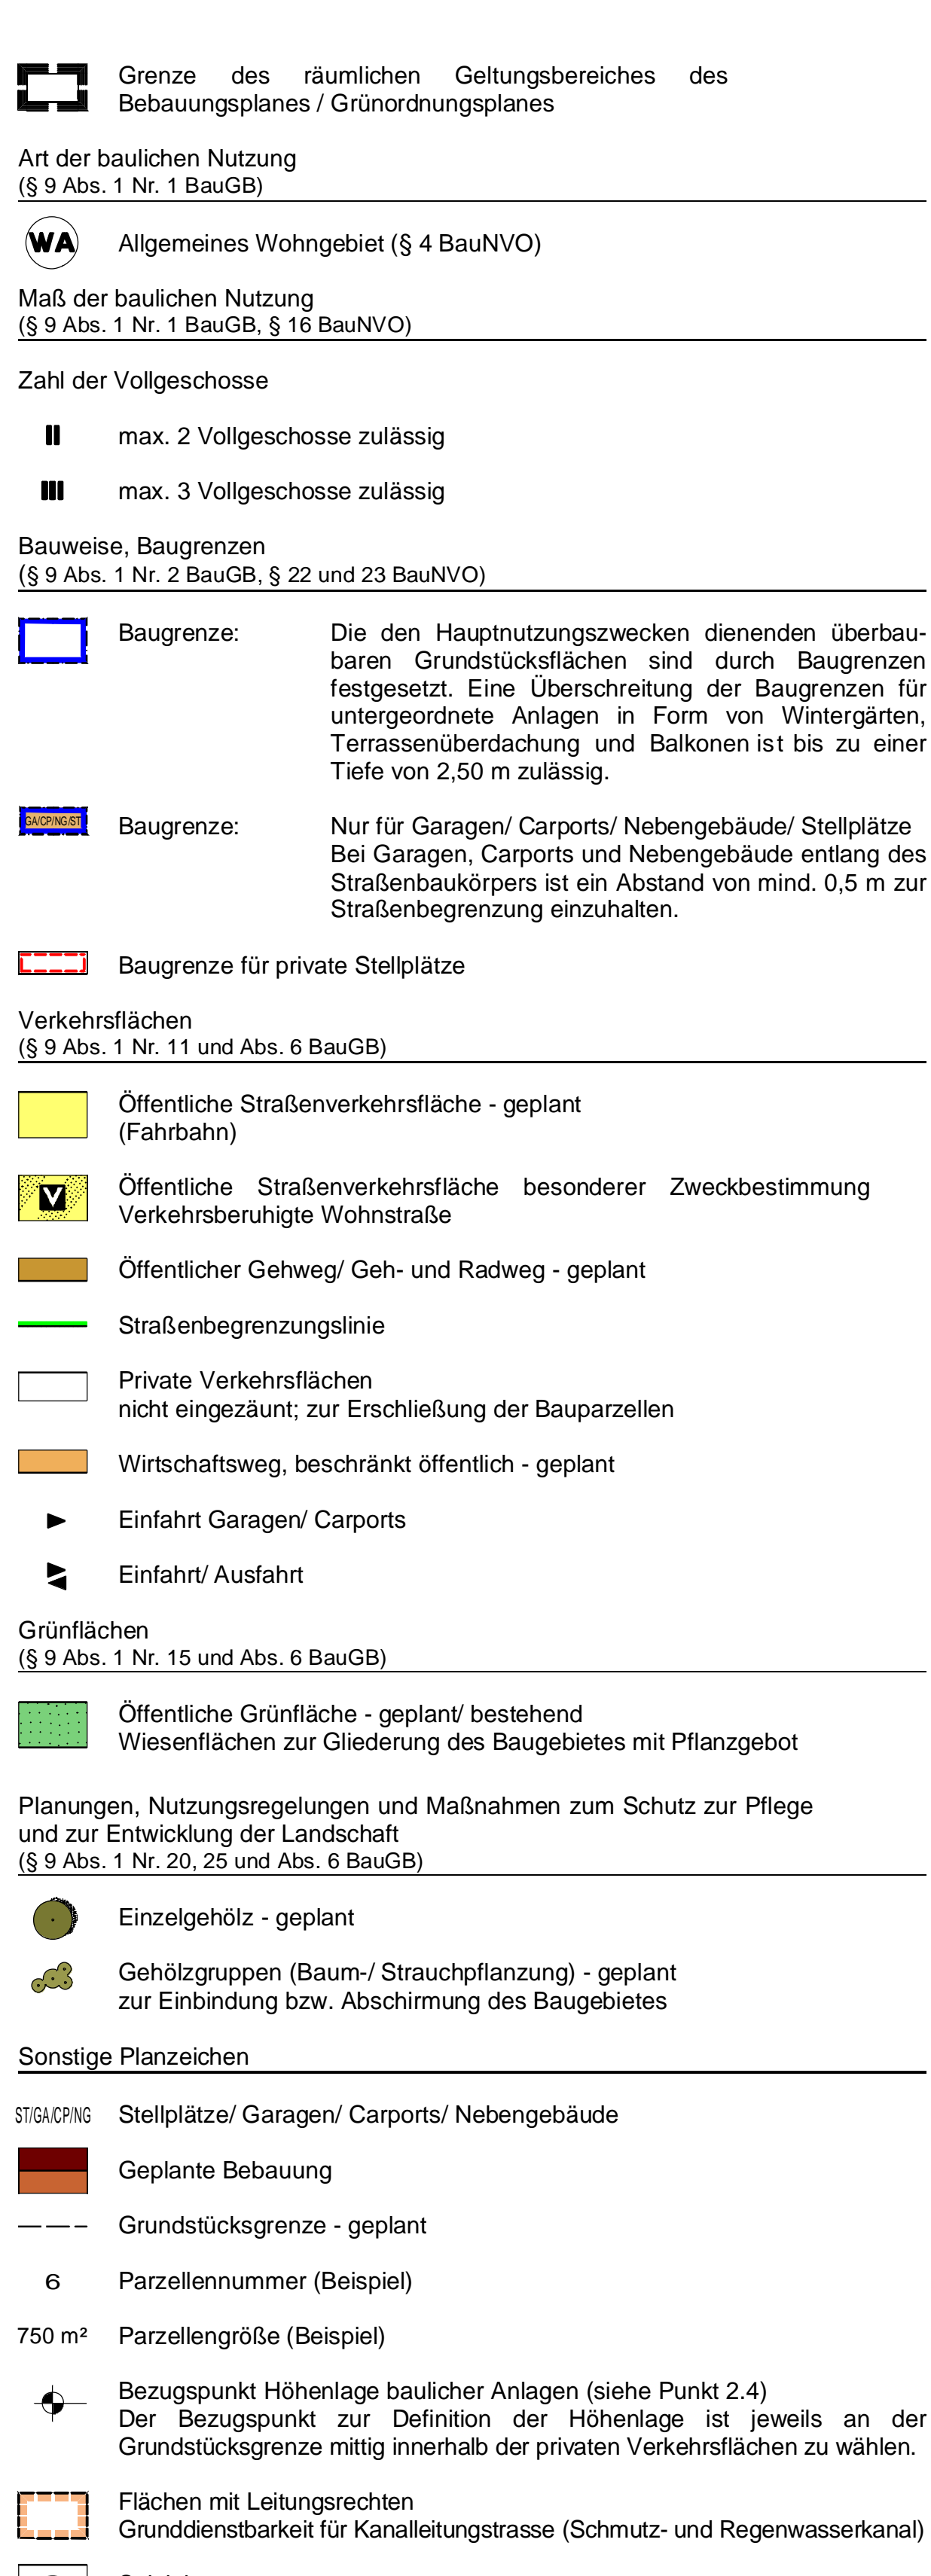 Grenze des räumlichen Geltungsbereiches des
Bebauungsplanes / Grünordnungsplanes
Art der baulichen Nutzung
(§ 9 Abs. 1 Nr. 1 BauGB)
WA Allgemeines Wohngebiet (§ 4 BauNVO)
Maß der baulichen Nutzung
(§ 9 Abs. 1 Nr. 1 BauGB, § 16 BauNVO)
Zahl der Vollgeschosse
II max. 2 Vollgeschosse zulässig
III max. 3 Vollgeschosse zulässig
Bauweise, Baugrenzen
(§ 9 Abs. 1 Nr. 2 BauGB, § 22 und 23 BauNVO)
Baugrenze: Die den Hauptnutzungszwecken dienenden überbau-
baren Grundstücksflächen sind durch Baugrenzen
festgesetzt. Eine Überschreitung der Baugrenzen für
untergeordnete Anlagen in Form von Wintergärten,
Terrassenüberdachung und Balkonen ist bis zu einer
Tiefe von 2,50 m zulässig.
GA/CP/NG/ST Baugrenze: Nur für Garagen/ Carports/ Nebengebäude/ Stellplätze
Bei Garagen, Carports und Nebengebäude entlang des
Straßenbaukörpers ist ein Abstand von mind. 0,5 m zur
Straßenbegrenzung einzuhalten.
Baugrenze für private Stellplätze
Verkehrsflächen
(§ 9 Abs. 1 Nr. 11 und Abs. 6 BauGB)
Öffentliche Straßenverkehrsfläche - geplant
(Fahrbahn)
V Öffentliche Straßenverkehrsfläche besonderer Zweckbestimmung
Verkehrsberuhigte Wohnstraße
Öffentlicher Gehweg/ Geh- und Radweg - geplant
Straßenbegrenzungslinie
Private Verkehrsflächen
nicht eingezäunt; zur Erschließung der Bauparzellen
Wirtschaftsweg, beschränkt öffentlich - geplant
Einfahrt Garagen/ Carports
Einfahrt/ Ausfahrt
Grünflächen
(§ 9 Abs. 1 Nr. 15 und Abs. 6 BauGB)
Öffentliche Grünfläche - geplant/ bestehend
Wiesenflächen zur Gliederung des Baugebietes mit Pflanzgebot
Planungen, Nutzungsregelungen und Maßnahmen zum Schutz zur Pflege
und zur Entwicklung der Landschaft
(§ 9 Abs. 1 Nr. 20, 25 und Abs. 6 BauGB)
Einzelgehölz - geplant
Gehölzgruppen (Baum-/ Strauchpflanzung) - geplant
zur Einbindung bzw. Abschirmung des Baugebietes
Sonstige Planzeichen
ST/GA/CP/NG Stellplätze/ Garagen/ Carports/ Nebengebäude
Geplante Bebauung
Grundstücksgrenze - geplant
6 Parzellennummer (Beispiel)
750 m² Parzellengröße (Beispiel)
Bezugspunkt Höhenlage baulicher Anlagen (siehe Punkt 2.4)
Der Bezugspunkt zur Definition der Höhenlage ist jeweils an der
Grundstücksgrenze mittig innerhalb der privaten Verkehrsflächen zu wählen.
Flächen mit Leitungsrechten
Grunddienstbarkeit für Kanalleitungstrasse (Schmutz- und Regenwasserkanal)